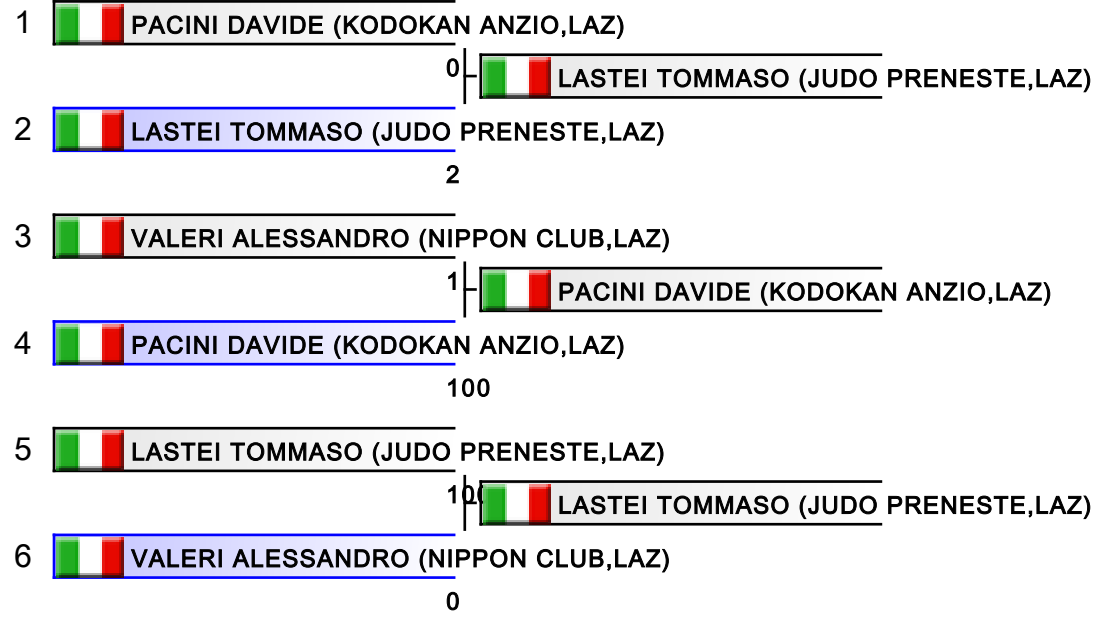 1 PACINI DAVIDE (KODOKAN ANZIO,LAZ)
0
LASTEI TOMMASO (JUDO PRENESTE,LAZ)
2 LASTEI TOMMASO (JUDO PRENESTE,LAZ)
2
3 VALERI ALESSANDRO (NIPPON CLUB,LAZ)
1
PACINI DAVIDE (KODOKAN ANZIO,LAZ)
4 PACINI DAVIDE (KODOKAN ANZIO,LAZ)
100
5 LASTEI TOMMASO (JUDO PRENESTE,LAZ)
100
LASTEI TOMMASO (JUDO PRENESTE,LAZ)
6 VALERI ALESSANDRO (NIPPON CLUB,LAZ)
0